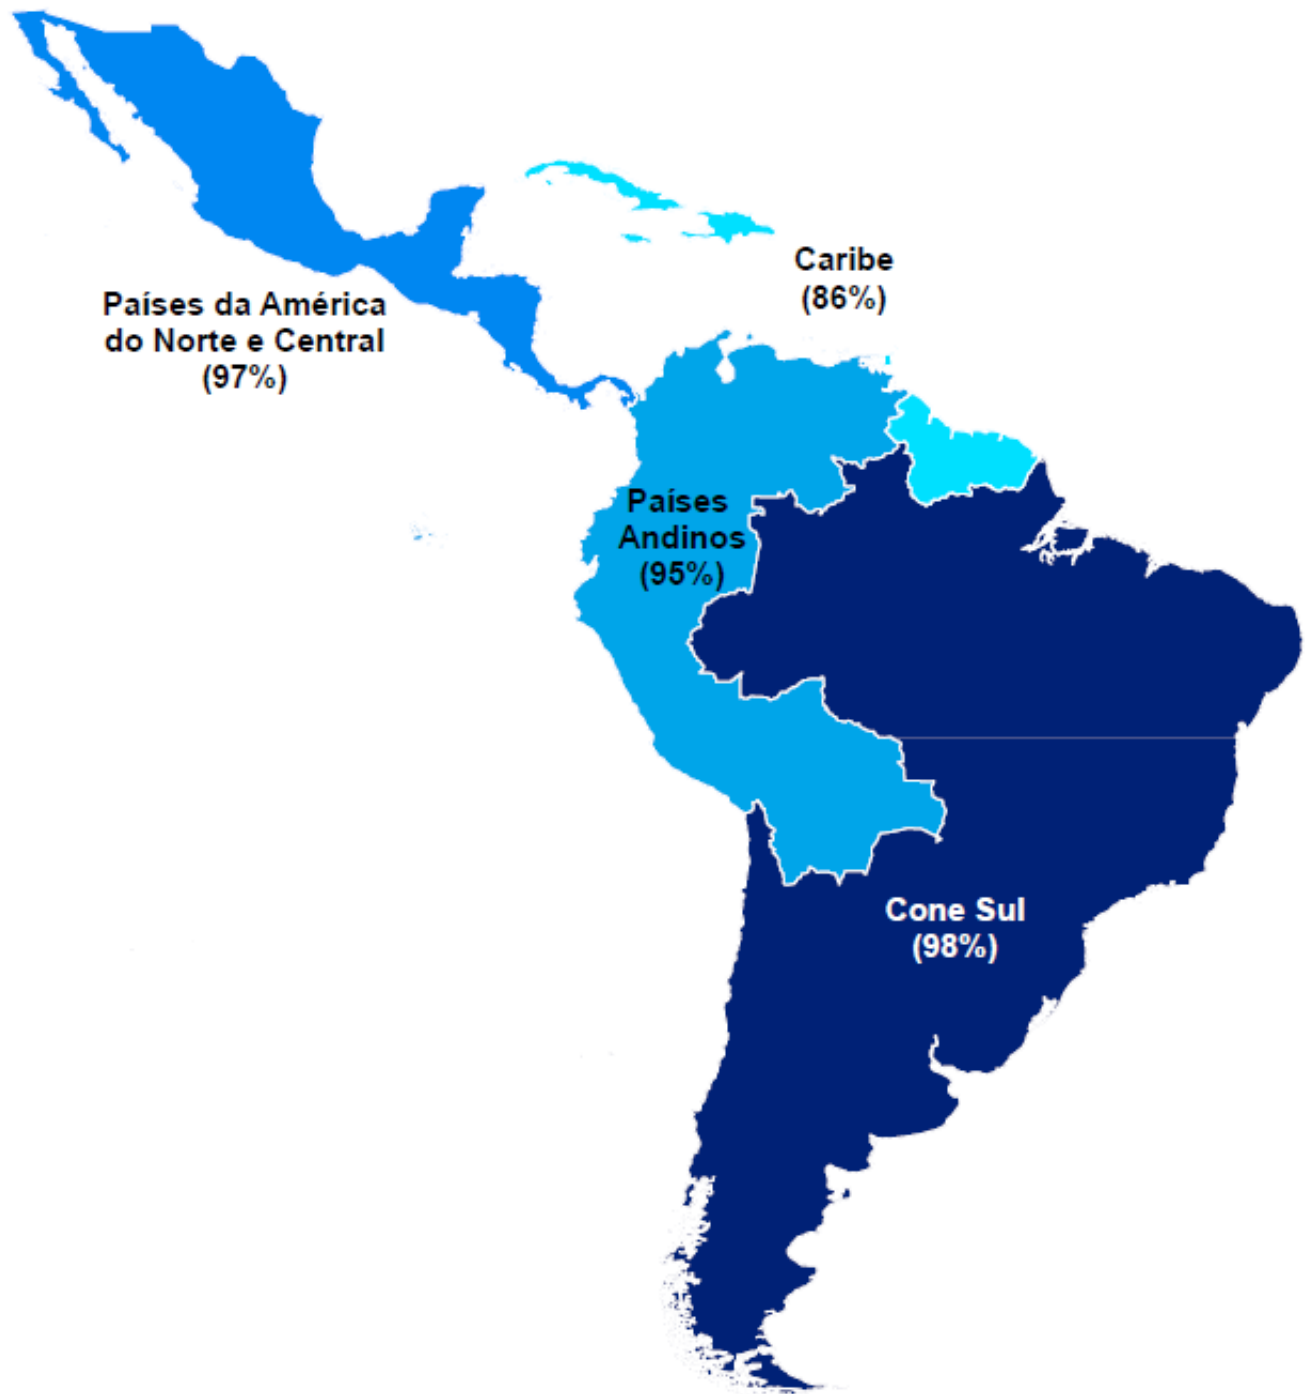 Caribe
(86%)
Países da América
do Norte e Central
(97%)
Países
Andinos
(95%)
Cone Sul
(98%)